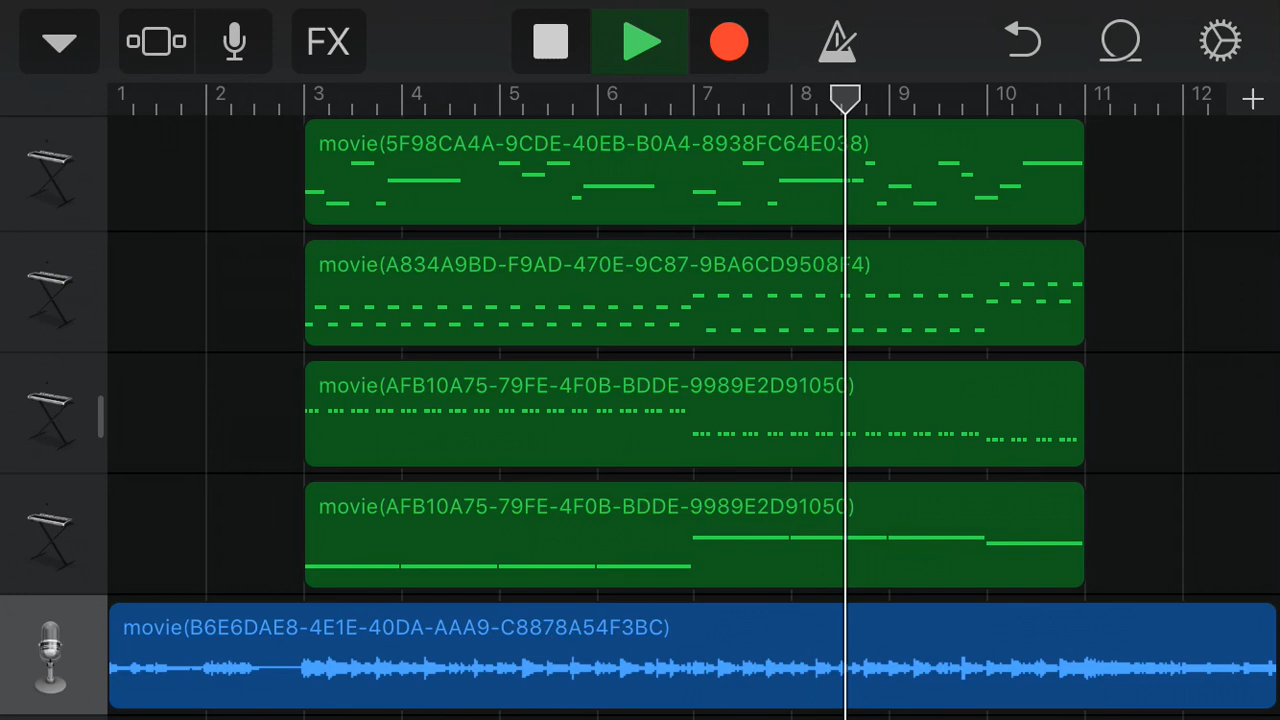 FX
1 2 3 4 5 6 7 8 9 10 11 12
movie(5F98CA4A-9CDE-40EB-B0A4-8938FC64E038)
movie(A834A9BD-F9AD-470E-9C87-9BA6CD9508F4)
movie(AFB10A75-79FE-4F0B-BDDE-9989E2D91050)
movie(AFB10A75-79FE-4F0B-BDDE-9989E2D91050)
movie(B6E6DAE8-4E1E-40DA-AAA9-C8878A54F3BC)